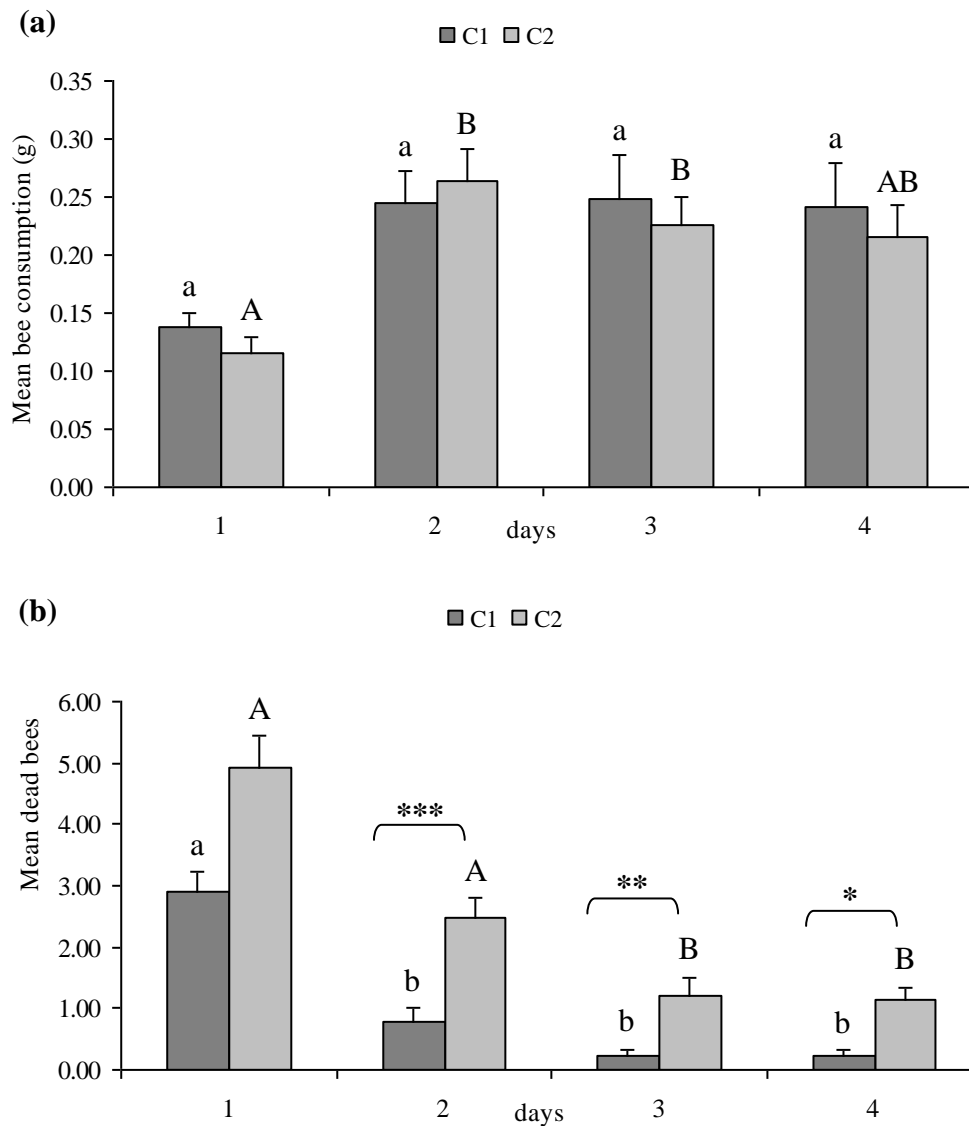 (a)
C1 C2
Mean bee consumption (g)
0.35
0.30
0.25
0.20
0.15
0.10
0.05
0.00
a A a B a B a AB
1 2 days 3 4
(b)
C1 C2
Mean dead bees
6.00
5.00
4.00
3.00
2.00
1.00
0.00
a A b A b B b B
*** ** *
1 2 days 3 4